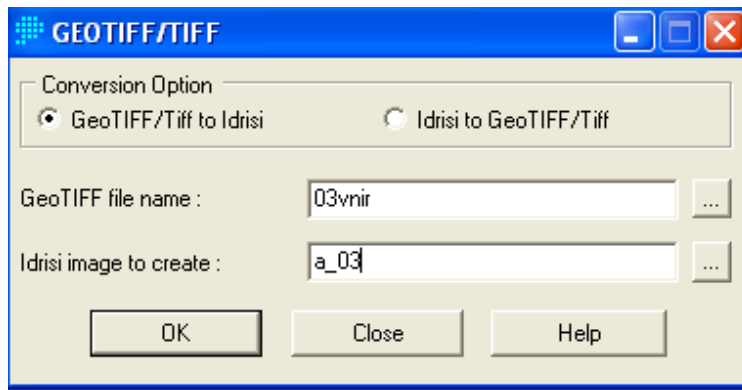 GEOTIFF/TIFF
Conversion Option
GeoTIFF/Tiff to Idrisi Idrisi to GeoTIFF/Tiff
GeoTIFF file name : 03vnir ...
Idrisi image to create : a_03 ...
OK Close Help